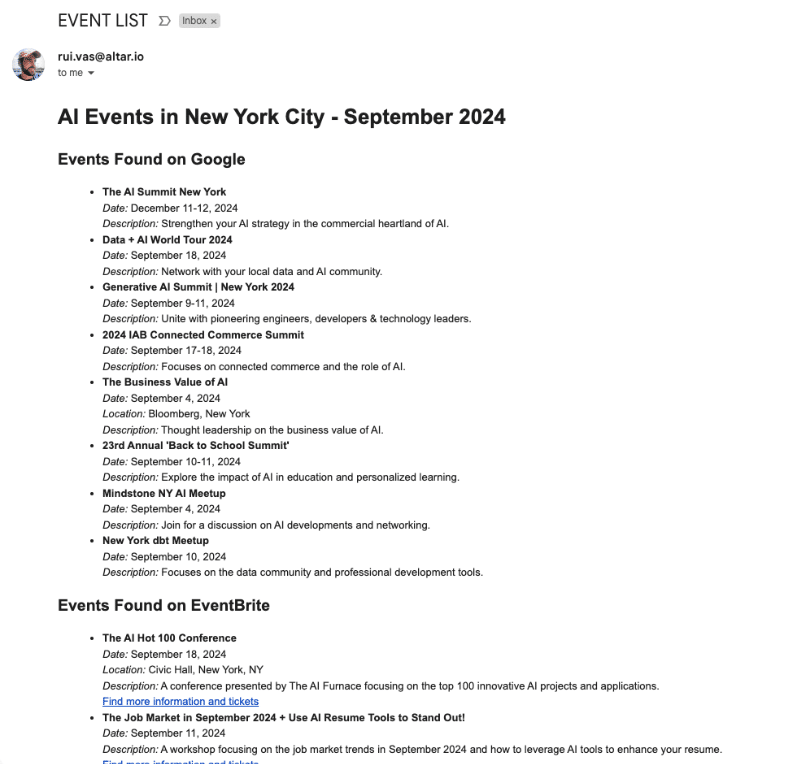 EVENT LIST
Inbox ×
rui.vas@altar.io
to me
AI Events in New York City - September 2024
Events Found on Google
• The AI Summit New York
Date: December 11-12, 2024
Description: Strengthen your AI strategy in the commercial heartland of AI.
• Data + AI World Tour 2024
Date: September 18, 2024
Description: Network with your local data and AI community.
• Generative AI Summit | New York 2024
Date: September 9-11, 2024
Description: Unite with pioneering engineers, developers & technology leaders.
• 2024 IAB Connected Commerce Summit
Date: September 17-18, 2024
Description: Focuses on connected commerce and the role of AI.
• The Business Value of AI
Date: September 4, 2024
Location: Bloomberg, New York
Description: Thought leadership on the business value of AI.
• 23rd Annual 'Back to School Summit'
Date: September 10-11, 2024
Description: Explore the impact of AI in education and personalized learning.
• Mindstone NY AI Meetup
Date: September 4, 2024
Description: Join for a discussion on AI developments and networking.
• New York dbt Meetup
Date: September 10, 2024
Description: Focuses on the data community and professional development tools.
Events Found on EventBrite
• The AI Hot 100 Conference
Date: September 18, 2024
Location: Civic Hall, New York, NY
Description: A conference presented by The AI Furnace focusing on the top 100 innovative AI projects and applications.
Find more information and tickets
• The Job Market in September 2024 + Use AI Resume Tools to Stand Out!
Date: September 11, 2024
Description: A workshop focusing on the job market trends in September 2024 and how to leverage AI tools to enhance your resume.
Find more information and tickets